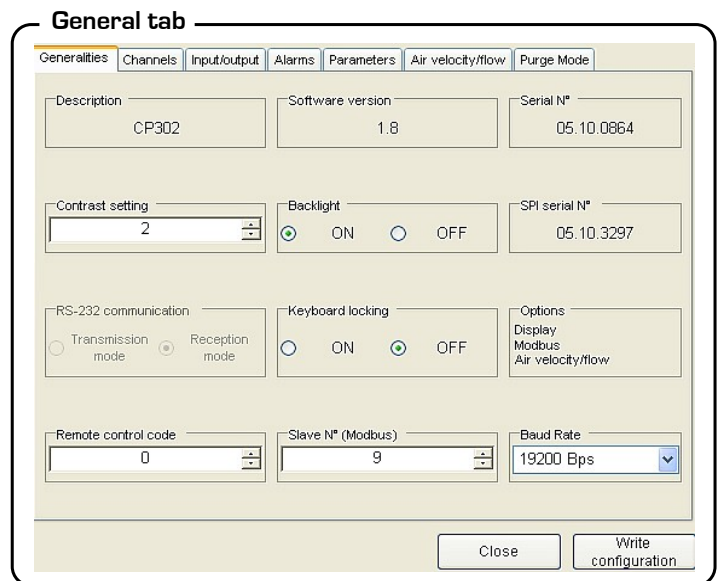 General tab
Generalities Channels Input/output Alarms Parameters Air velocity/flow Purge Mode
Description Software version Serial N°
CP302 1.8 05.10.0864
Contrast setting Backlight SPI serial N°
2 ON OFF 05.10.3297
RS-232 communication Keyboard locking Options
Transmission mode Reception mode ON OFF Display
Modbus
Air velocity/flow
Remote control code Slave N° (Modbus) Baud Rate
0 9 19200 Bps
Close Write
configuration